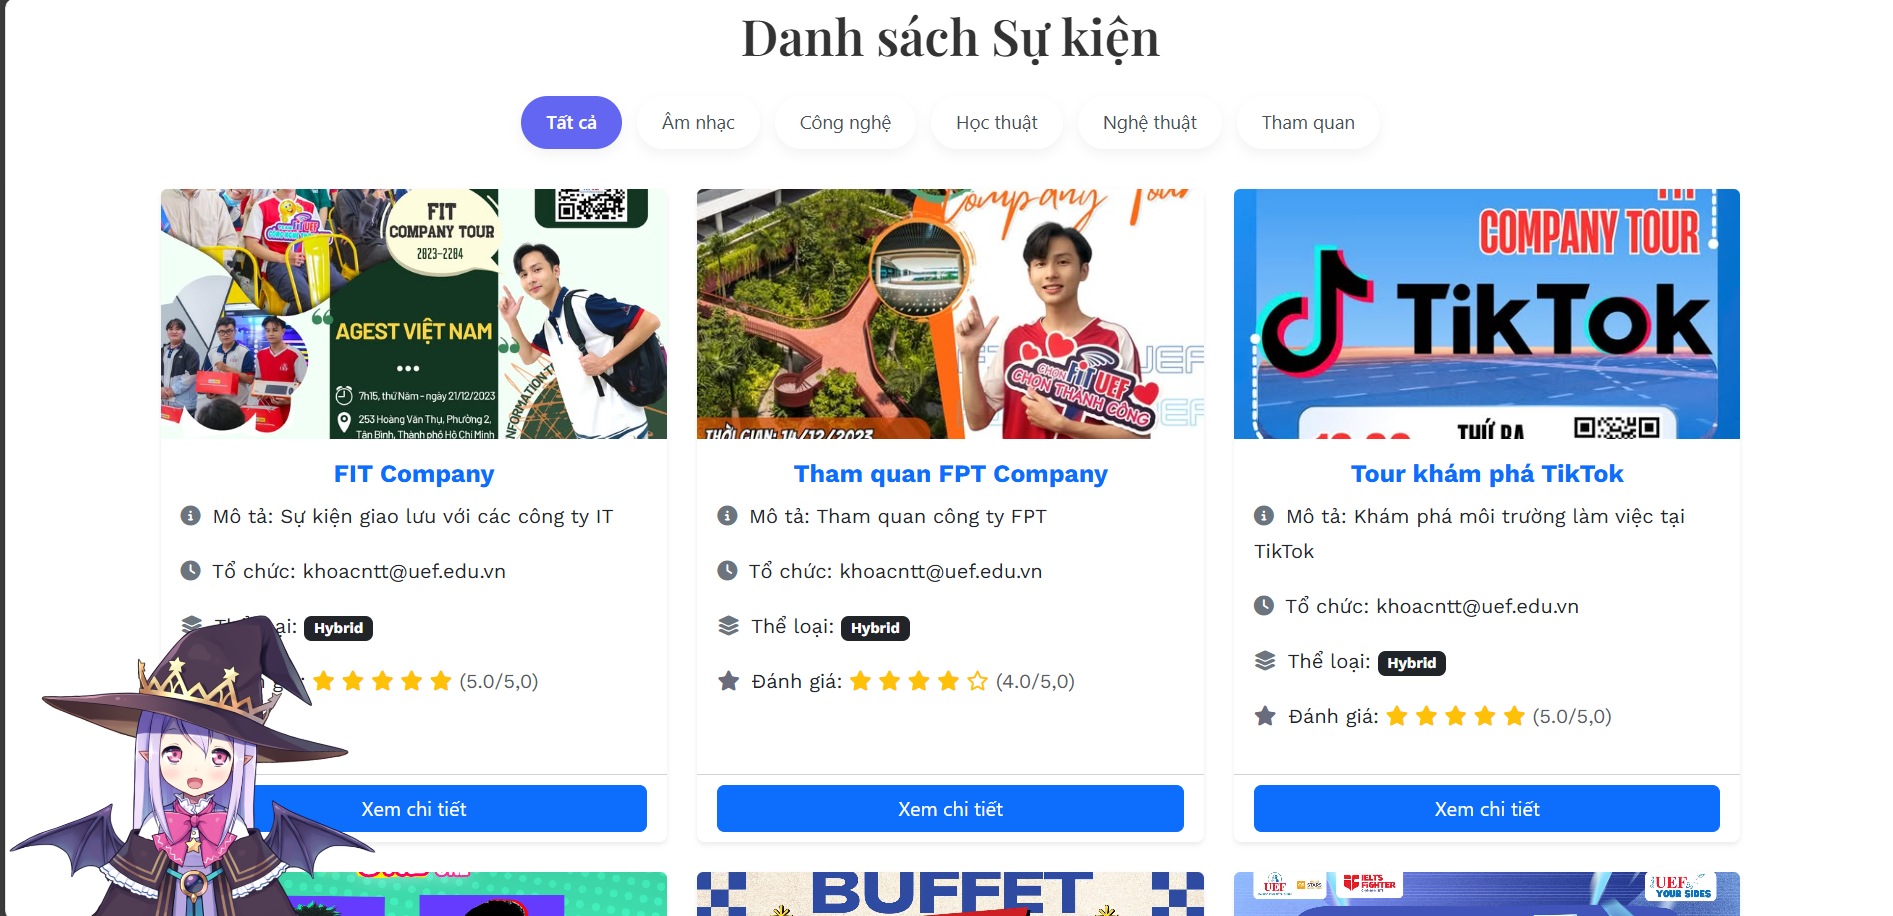 Danh sách Sự kiện
Tất cả
Âm nhạc
Công nghệ
Học thuật
Nghệ thuật
Tham quan
FIT
COMPANY TOUR
2023-2204
AGEST VIỆT NAM
7h15, thứ Năm - ngày 21/12/2023
253 Hoàng Văn Thụ, Phường 2,
Tân Bình, Thành phố Hồ Chí Minh
FIT Company
Mô tả: Sự kiện giao lưu với các công ty IT
Tổ chức: khoacntt@uef.edu.vn
Hybrid
(5.0/5,0)
Xem chi tiết
Company Tour
CHỌN FIT UEF
CHỌN THÀNH CÔNG
UEF
THỜI GIAN: 14/12/2023
Tham quan FPT Company
Mô tả: Tham quan công ty FPT
Tổ chức: khoacntt@uef.edu.vn
Thể loại: Hybrid
Đánh giá: (4.0/5,0)
Xem chi tiết
COMPANY TOUR
TikTok
THỨ BA
Tour khám phá TikTok
Mô tả: Khám phá môi trường làm việc tại
TikTok
Tổ chức: khoacntt@uef.edu.vn
Thể loại: Hybrid
Đánh giá: (5.0/5,0)
Xem chi tiết
BUFFET
UEF
STARS
IELTS
FIGHTER
UEF
YOUR SIDES